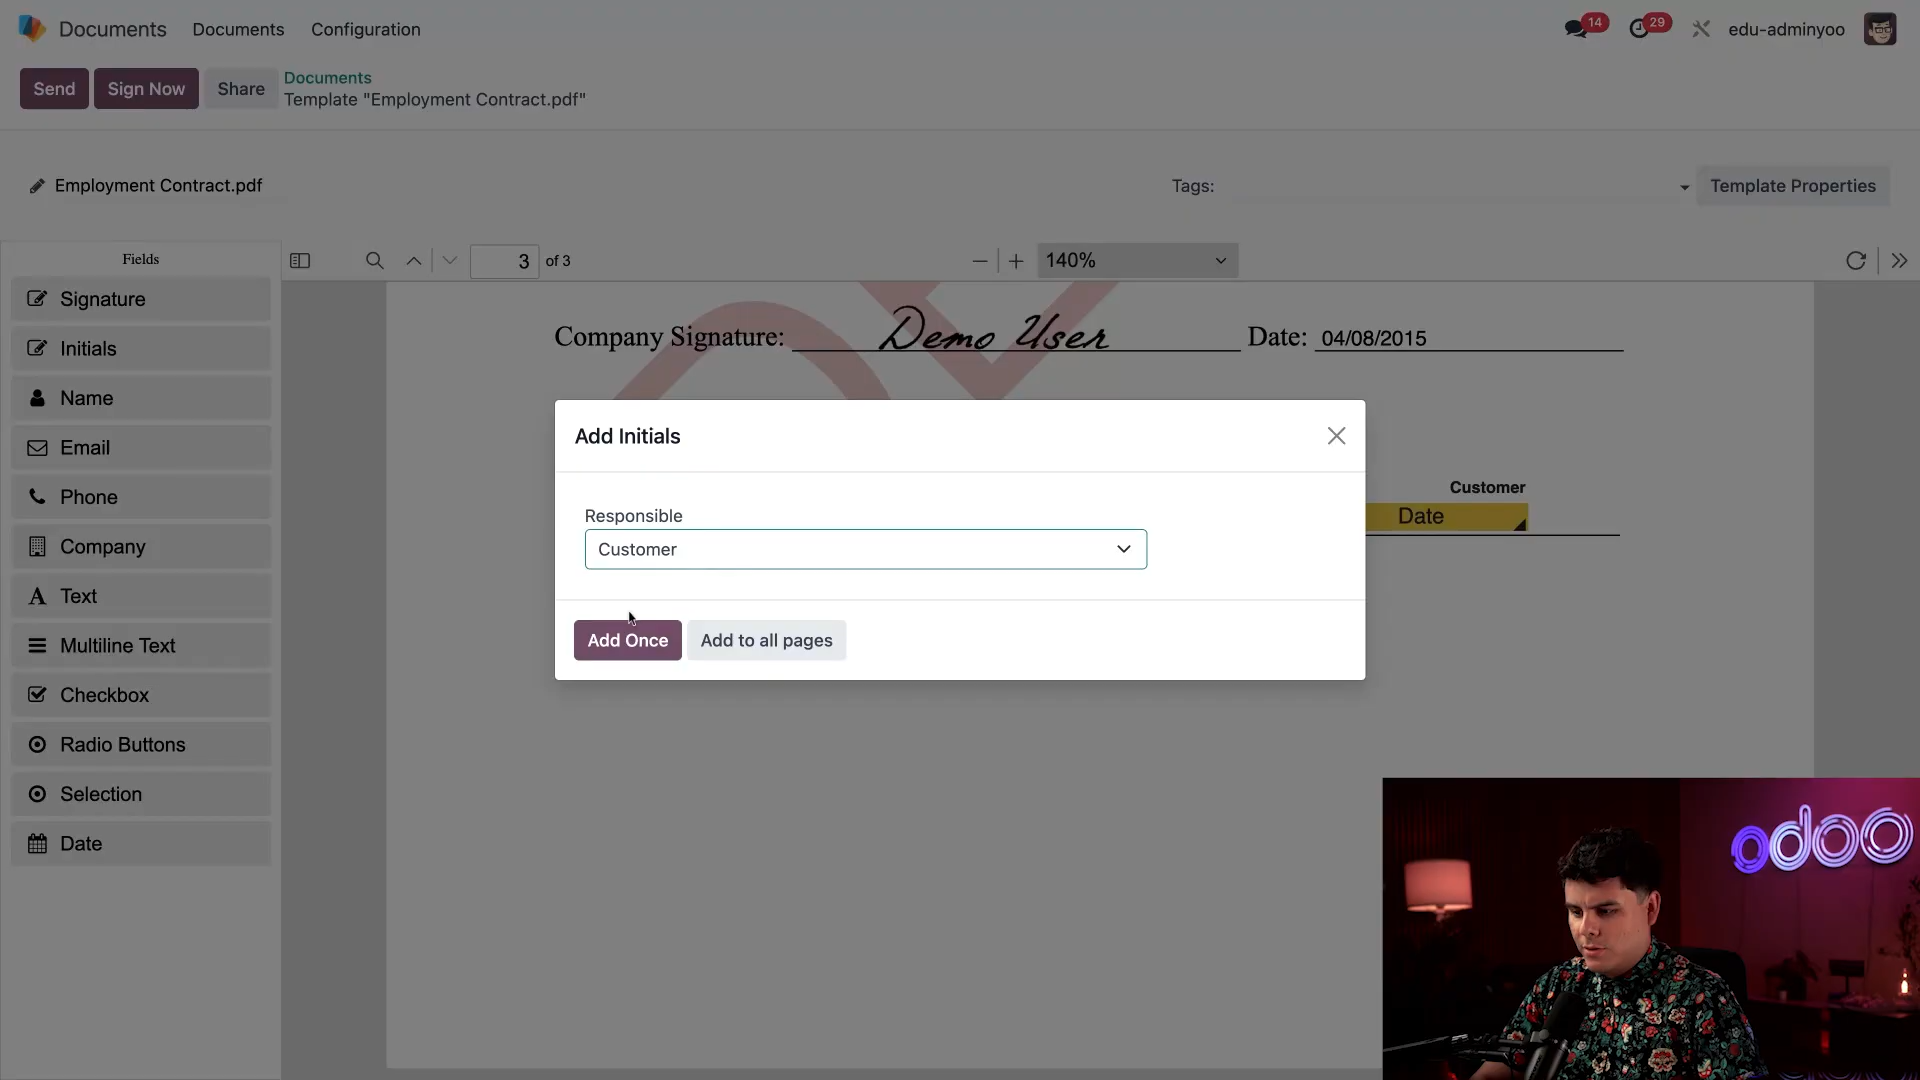 Documents Documents Configuration 14 29 edu-adminyoo
Send Sign Now Share Documents
Template "Employment Contract.pdf"
Employment Contract.pdf Tags: Template Properties
Fields
3 of 3 140%
Signature
Initials
Name
Email
Phone
Company
Text
Multiline Text
Checkbox
Radio Buttons
Selection
Date
Company Signature: Demo User Date: 04/08/2015
Customer
Date
Add Initials
Responsible
Customer
Add Once Add to all pages
odoo